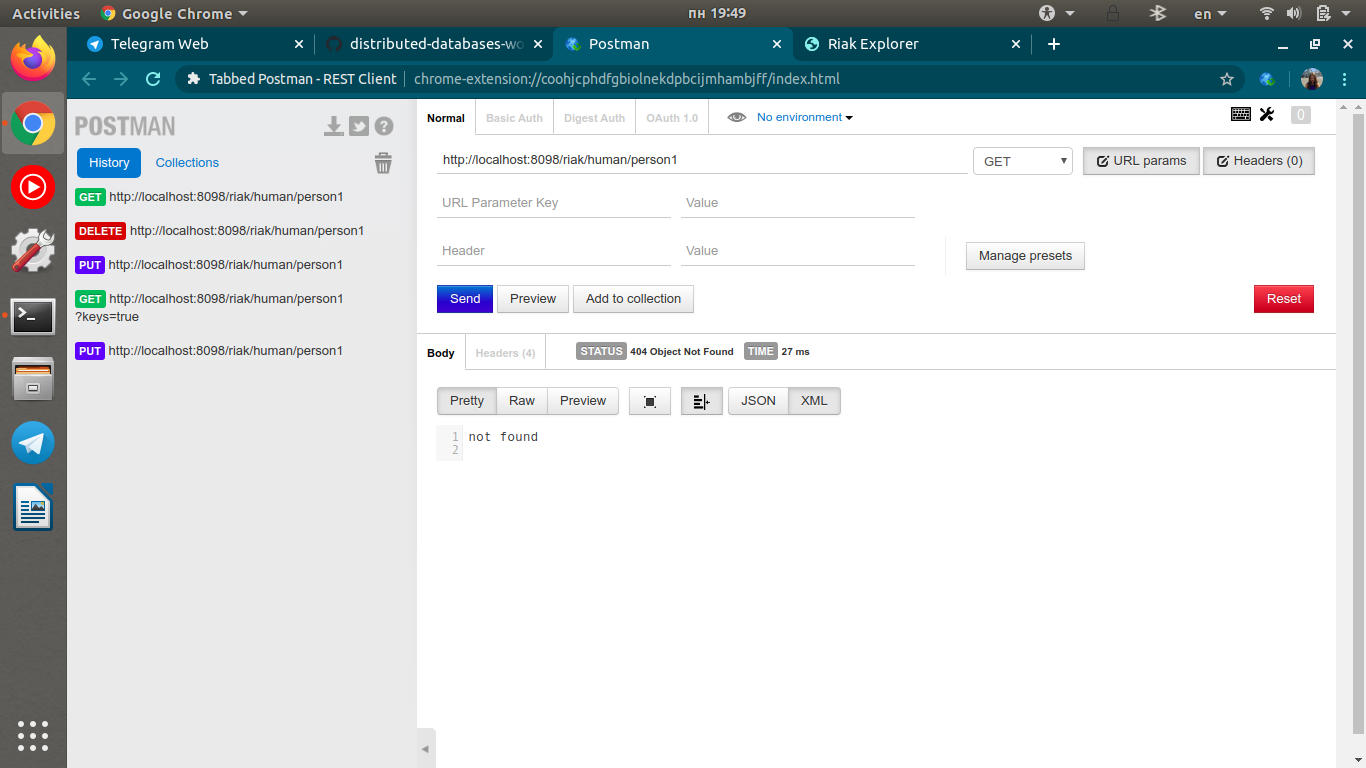 Activities
Google Chrome
пн 19:49
en
Telegram Web
distributed-databases-wo
Postman
Riak Explorer
Tabbed Postman - REST Client
chrome-extension://coohjcphdfgbiolnekdpbcijmhambjff/index.html
POSTMAN
History
Collections
GET http://localhost:8098/riak/human/person1
DELETE http://localhost:8098/riak/human/person1
PUT http://localhost:8098/riak/human/person1
GET http://localhost:8098/riak/human/person1
?keys=true
PUT http://localhost:8098/riak/human/person1
Normal
Basic Auth
Digest Auth
OAuth 1.0
No environment
0
http://localhost:8098/riak/human/person1
GET
URL params
Headers (0)
URL Parameter Key
Value
Header
Value
Manage presets
Send
Preview
Add to collection
Reset
Body
Headers (4)
STATUS 404 Object Not Found
TIME 27 ms
Pretty
Raw
Preview
JSON
XML
1 not found
2